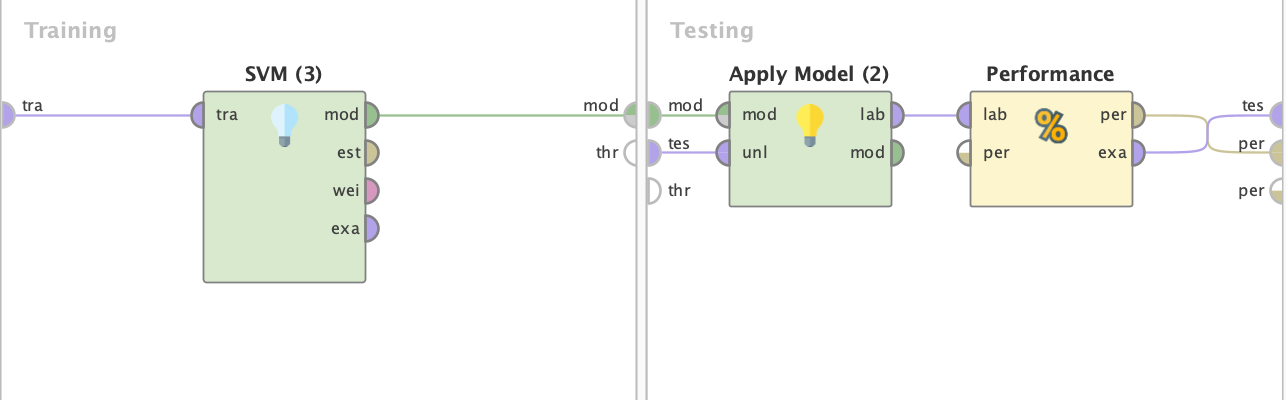 Training
Testing
SVM (3)
Apply Model (2)
Performance
tra
tra
mod
est
wei
exa
mod
thr
mod
tes
thr
mod
unl
lab
mod
lab
per
per
exa
tes
per
per